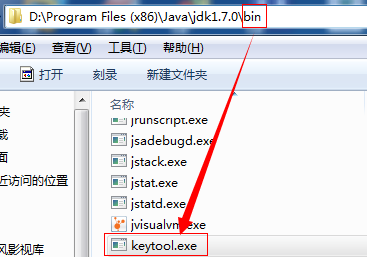 D:\Program Files (x86)\Java\jdk1.7.0\bin
编辑(E) 查看(V) 工具(T) 帮助(H)
打开 刻录 新建文件夹
名称
jrunscript.exe
jsadebugd.exe
jstack.exe
jstat.exe
jstatd.exe
jvisualvm.exe
keytool.exe
夹
面
近访问的位置
风影视库